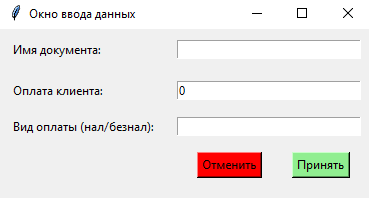 Окно ввода данных
Имя документа:
Оплата клиента: 0
Вид оплаты (нал/безнал):
Отменить Принять